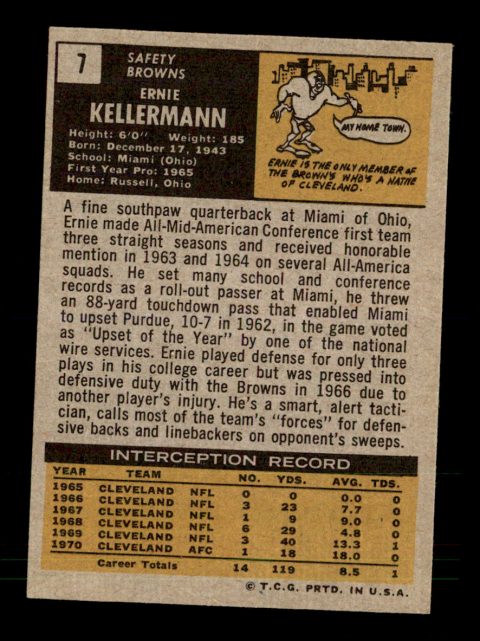 7
SAFETY
BROWNS
ERNIE
KELLERMANN
Height: 6'0" Weight: 185
Born: December 17, 1943
School: Miami (Ohio)
First Year Pro: 1965
Home: Russell, Ohio
MY HOME TOWN.
ERNIE IS THE ONLY MEMBER OF
THE BROWN'S WHO'S A NATIVE
OF CLEVELAND.
A fine southpaw quarterback at Miami of Ohio,
Ernie made All-Mid-American Conference first team
three straight seasons and received honorable
mention in 1963 and 1964 on several All-America
squads. He set many school and conference
records as a roll-out passer at Miami, he threw
an 88-yard touchdown pass that enabled Miami
to upset Purdue, 10-7 in 1962, in the game voted
as "Upset of the Year" by one of the national
wire services. Ernie played defense for only three
plays in his college career but was pressed into
defensive duty with the Browns in 1966 due to
another player's injury. He's a smart, alert tacti-
cian, calls most of the team's "forces" for defen-
sive backs and linebackers on opponent's sweeps.
INTERCEPTION RECORD
YEAR TEAM NO. YDS. AVG. TDS.
1965 CLEVELAND NFL 0 0 0.0 0
1966 CLEVELAND NFL 3 23 7.7 0
1967 CLEVELAND NFL 1 9 9.0 0
1968 CLEVELAND NFL 6 29 4.8 0
1969 CLEVELAND NFL 3 40 13.3 1
1970 CLEVELAND AFC 1 18 18.0 0
Career Totals 14 119 8.5 1
© T.C.G. PRTD. IN U.S.A.